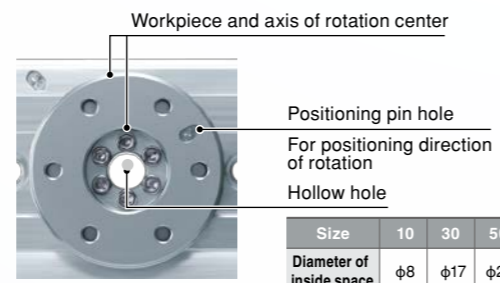 Workpiece and axis of rotation center
Positioning pin hole
For positioning direction
of rotation
Hollow hole
Size 10 30
Diameter of φ8 φ17
inside space